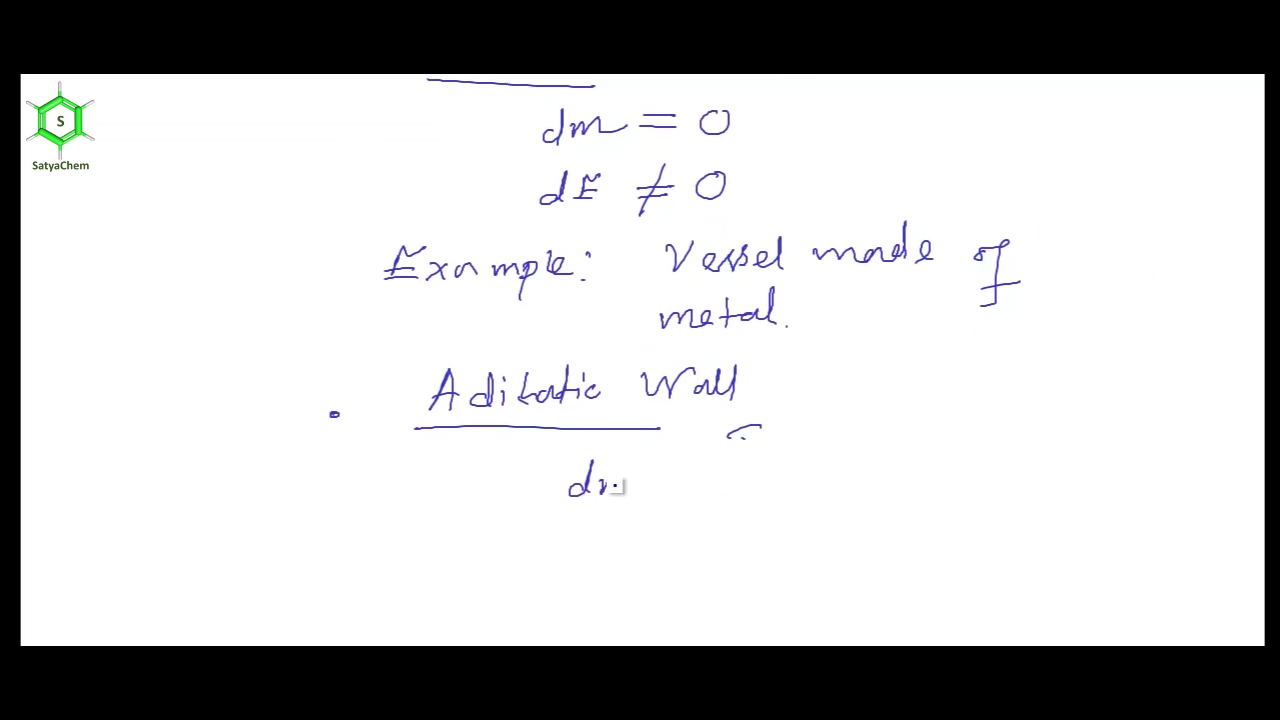 S
SatyaChem
dm = 0
dE ≠ 0
Example: Vessel made of
metal.
• Adibatic Wall